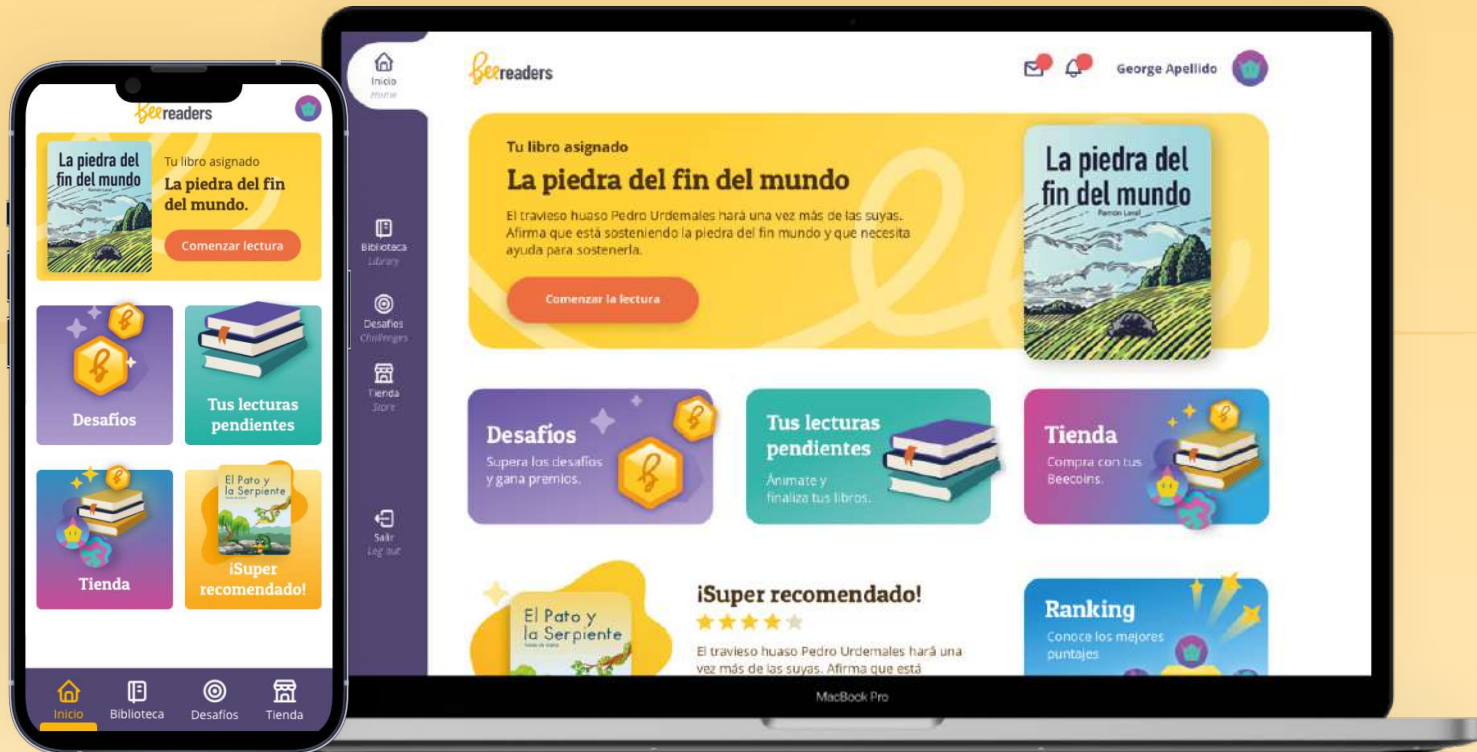 Beereaders
La piedra del
fin del mundo
Ramón Laval
Tu libro asignado
La piedra del fin
del mundo.
Comenzar lectura
Desafíos
Tus lecturas
pendientes
Tienda
El Pato y
la Serpiente
¡Super
recomendado!
Inicio
Biblioteca
Desafíos
Tienda
Inicio
Home
Biblioteca
Library
Desafíos
Challenges
Tienda
Store
Salir
Log out
Beereaders
George Apellido
Tu libro asignado
La piedra del fin del mundo
El travieso huaso Pedro Urdemales hará una vez más de las suyas.
Afirma que está sosteniendo la piedra del fin mundo y que necesita
ayuda para sostenerla.
Comenzar la lectura
La piedra del
fin del mundo
Ramón Laval
Desafíos
Supera los desafíos
y gana premios.
Tus lecturas
pendientes
Ánimate y
finaliza tus libros.
Tienda
Compra con tus
Beecoins.
El Pato y
la Serpiente
¡Super recomendado!
El travieso huaso Pedro Urdemales hará una
vez más de las suyas. Afirma que está
Ranking
Conoce los mejores
puntajes
MacBook Pro